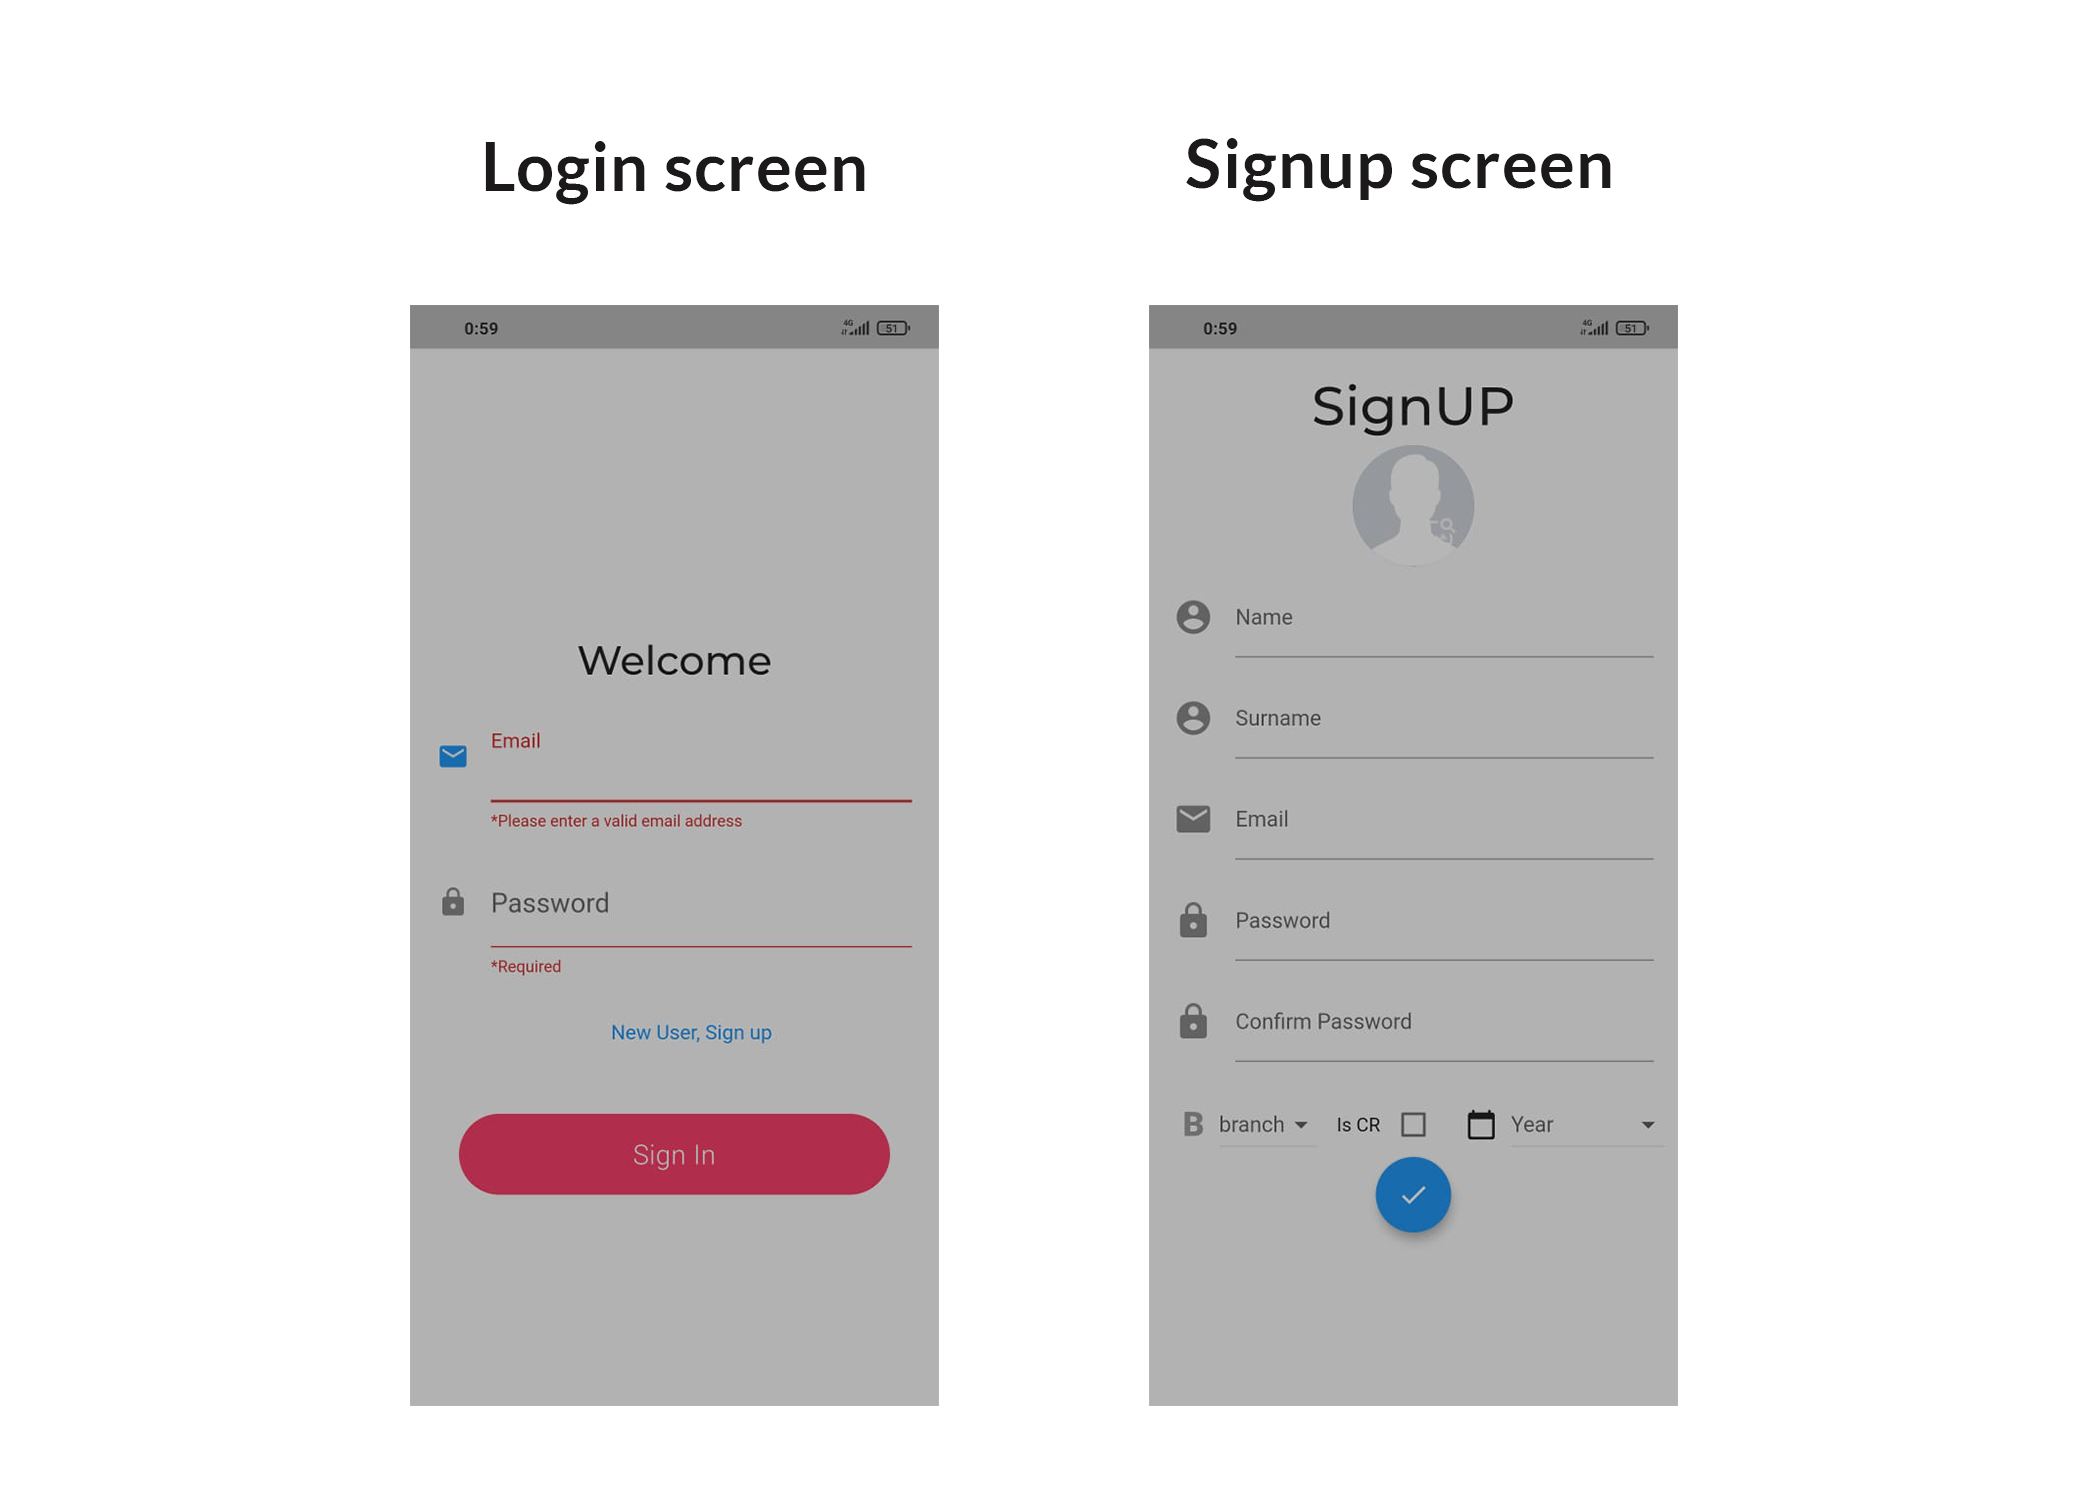 Login screen
0:59
4G
51
Welcome
Email
*Please enter a valid email address
Password
*Required
New User, Sign up
Sign In
Signup screen
0:59
4G
51
SignUP
Name
Surname
Email
Password
Confirm Password
B branch Is CR Year